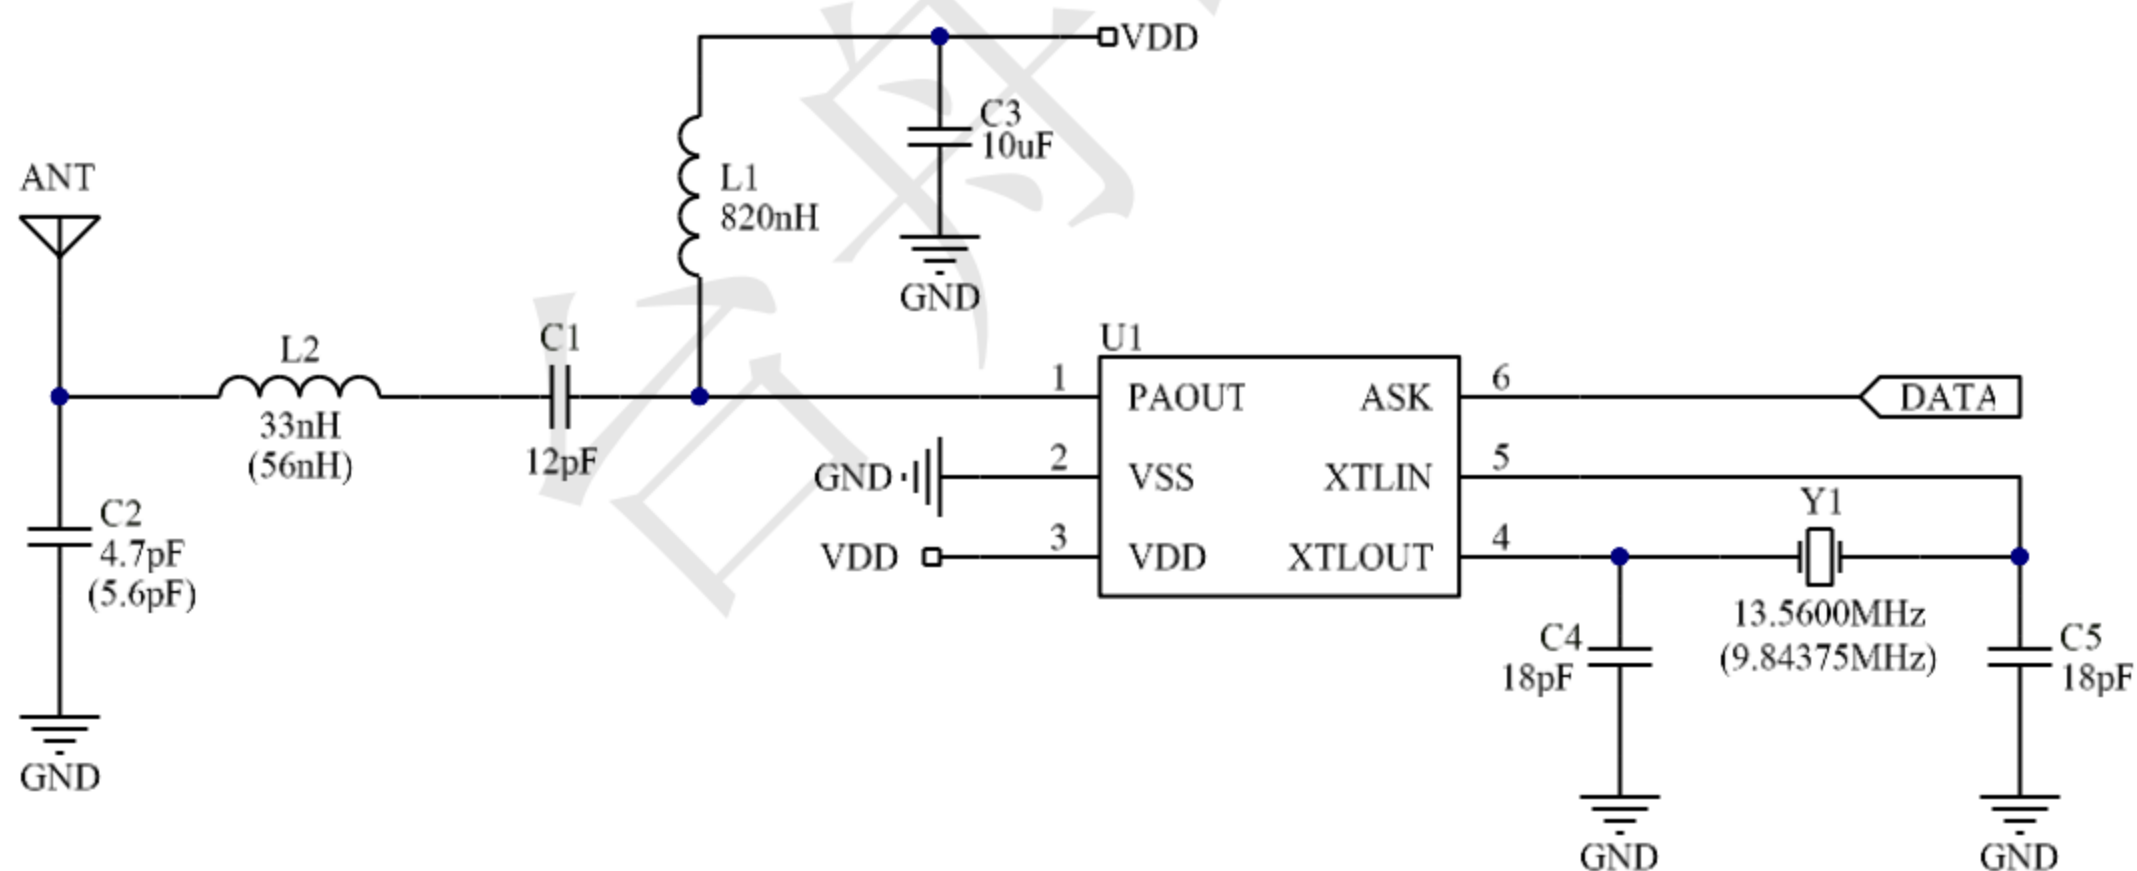 VDD
C3
10uF
GND
L1
820nH
ANT
L2
33nH
(56nH)
C1
12pF
C2
4.7pF
(5.6pF)
GND
U1
1
PAOUT
ASK
6
DATA
GND
2
VSS
XTLIN
5
VDD
3
VDD
XTLOUT
4
Y1
13.5600MHz
(9.84375MHz)
C4
18pF
GND
C5
18pF
GND